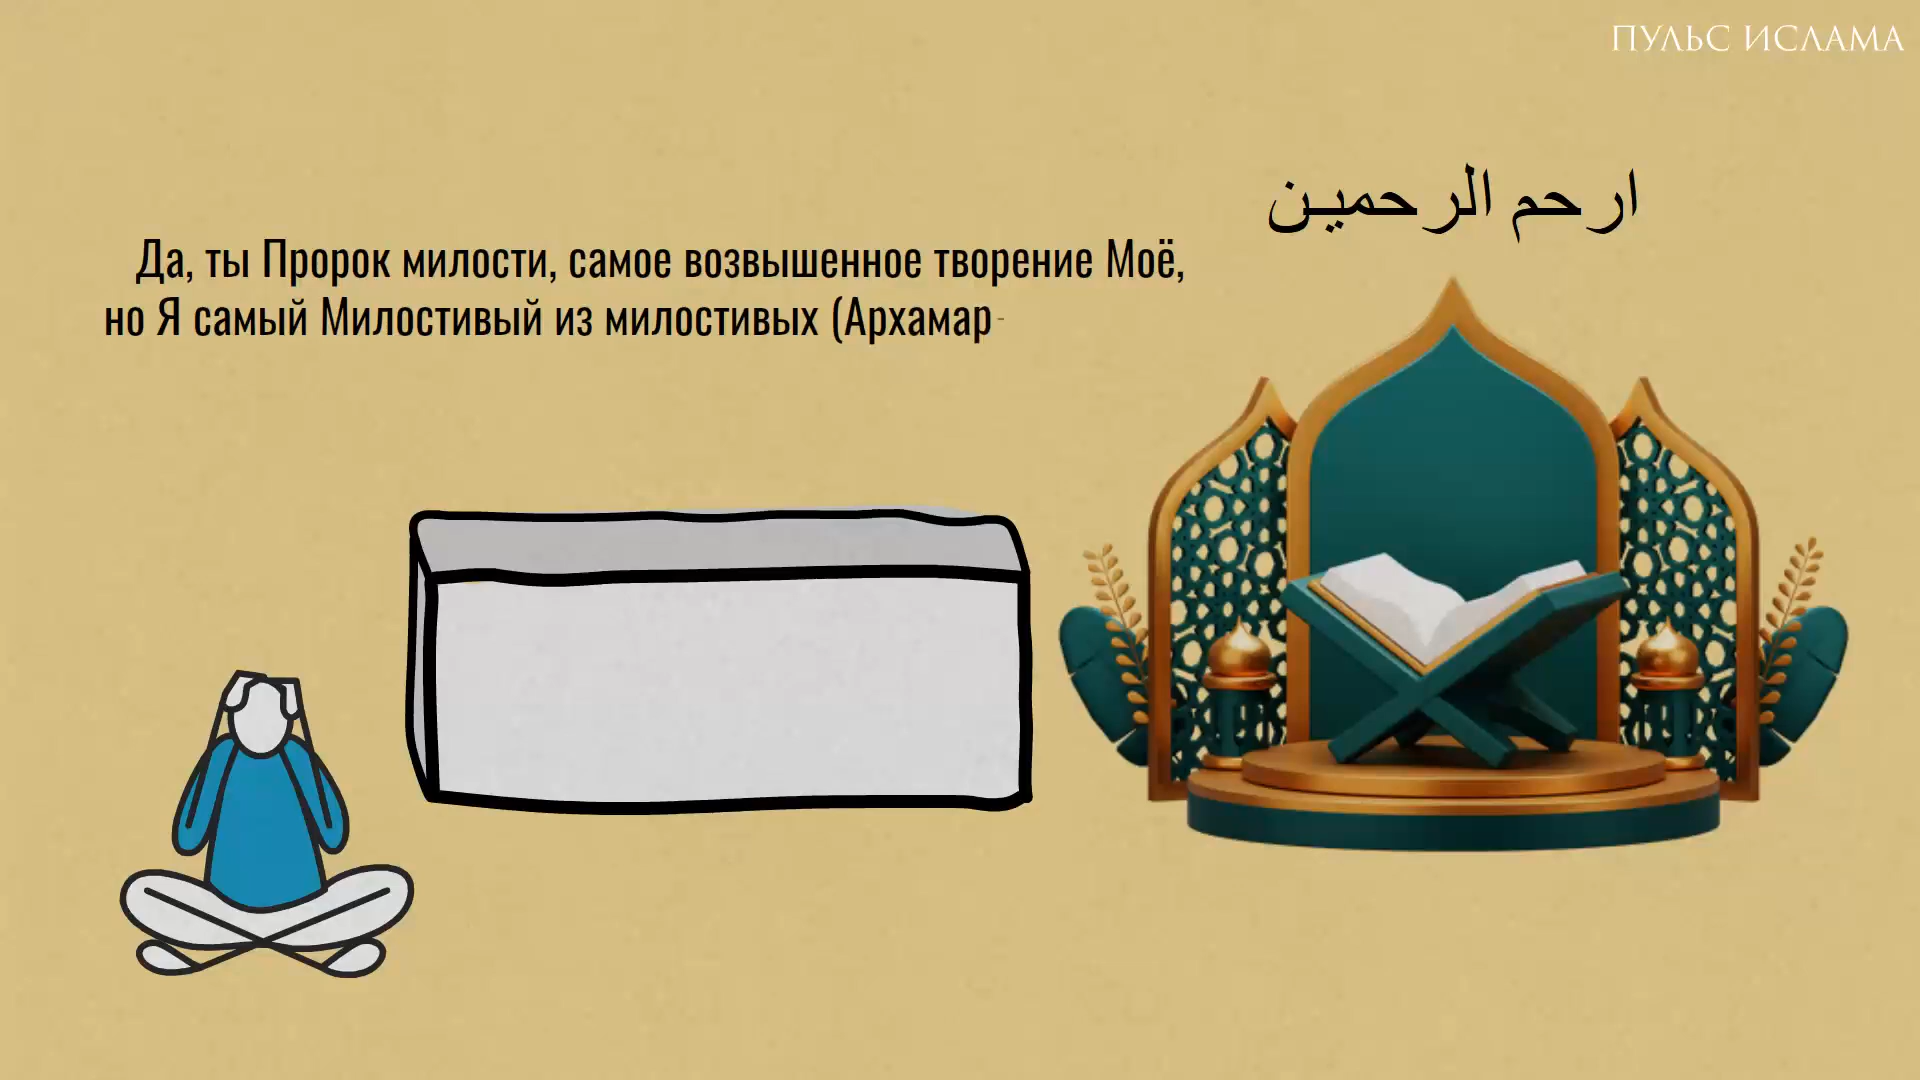 ПУЛЬС ИСЛАМА
ارحم الرحمين
Да, ты Пророк милости, самое возвышенное творение Моё,
но Я самый Милостивый из милостивых (Архамар-